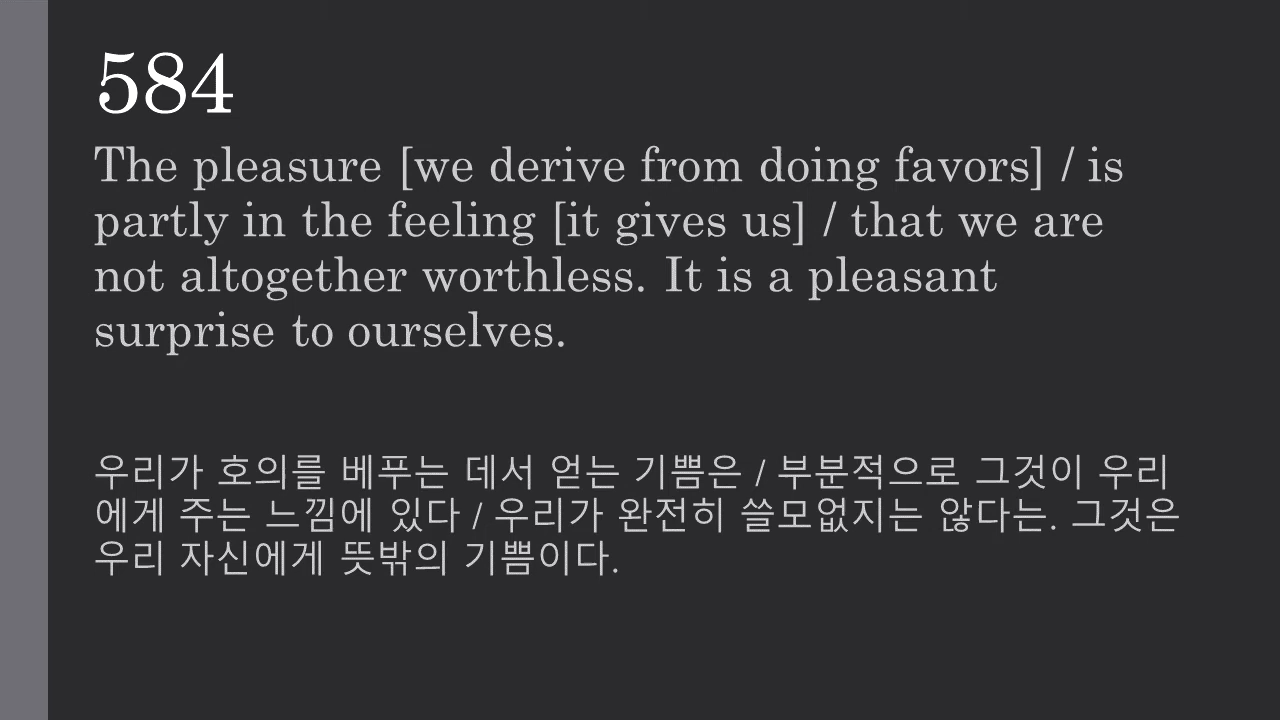 584
The pleasure [we derive from doing favors] / is
partly in the feeling [it gives us] / that we are
not altogether worthless. It is a pleasant
surprise to ourselves.
우리가 호의를 베푸는 데서 얻는 기쁨은 / 부분적으로 그것이 우리
에게 주는 느낌에 있다 / 우리가 완전히 쓸모없지는 않다는. 그것은
우리 자신에게 뜻밖의 기쁨이다.